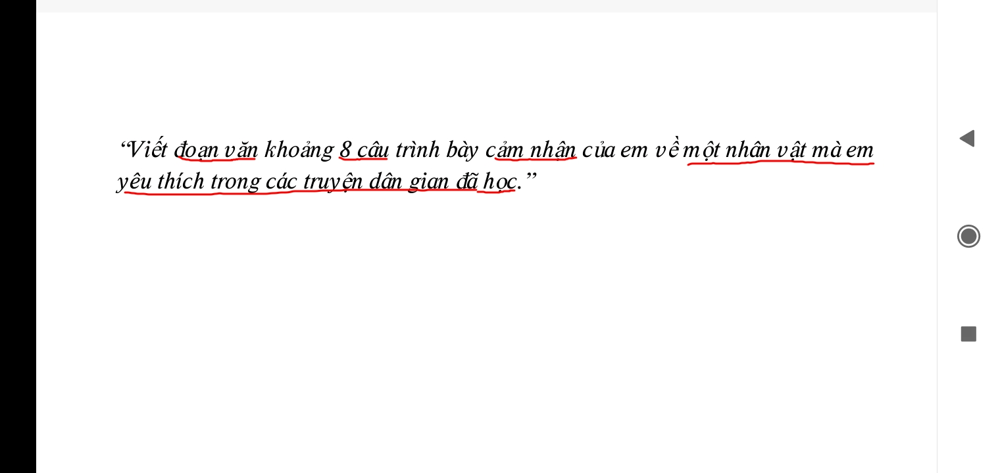 “Viết đoạn văn khoảng 8 câu trình bày cảm nhận của em về một nhân vật mà em
yêu thích trong các truyện dân gian đã học.”